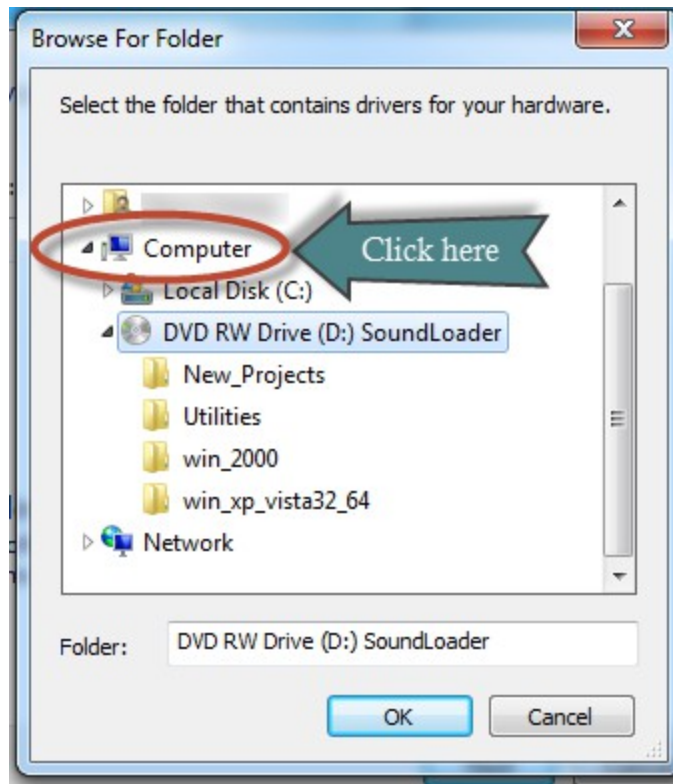 Browse For Folder
Select the folder that contains drivers for your hardware.
Computer
Click here
Local Disk (C:)
DVD RW Drive (D:) SoundLoader
New_Projects
Utilities
win_2000
win_xp_vista32_64
Network
Folder: DVD RW Drive (D:) SoundLoader
OK Cancel